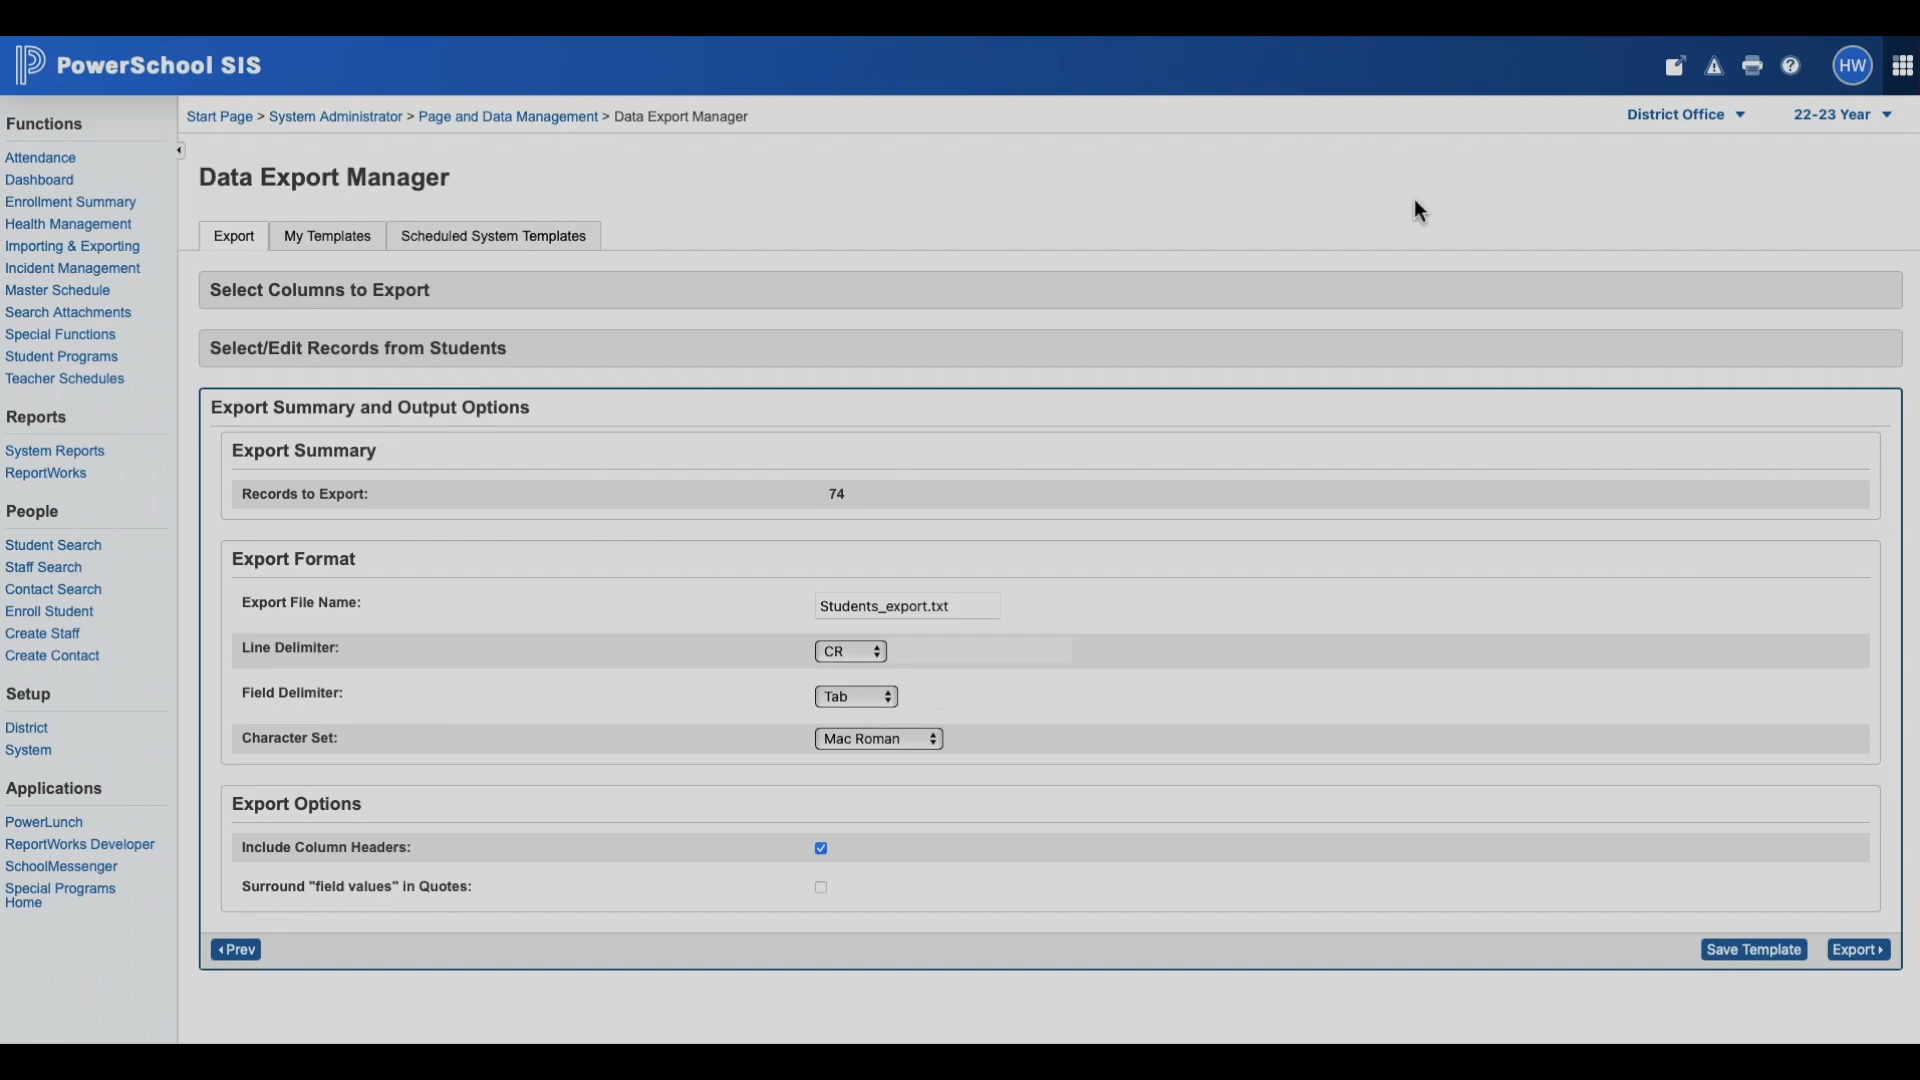 PowerSchool SIS
HW
Start Page > System Administrator > Page and Data Management > Data Export Manager
District Office
22-23 Year
Functions
Attendance
Dashboard
Enrollment Summary
Health Management
Importing & Exporting
Incident Management
Master Schedule
Search Attachments
Special Functions
Student Programs
Teacher Schedules
Reports
System Reports
ReportWorks
People
Student Search
Staff Search
Contact Search
Enroll Student
Create Staff
Create Contact
Setup
District
System
Applications
PowerLunch
ReportWorks Developer
SchoolMessenger
Special Programs
Home
Data Export Manager
Export
My Templates
Scheduled System Templates
Select Columns to Export
Select/Edit Records from Students
Export Summary and Output Options
Export Summary
Records to Export: 74
Export Format
Export File Name: Students_export.txt
Line Delimiter: CR
Field Delimiter: Tab
Character Set: Mac Roman
Export Options
Include Column Headers:
Surround "field values" in Quotes:
Prev
Save Template
Export